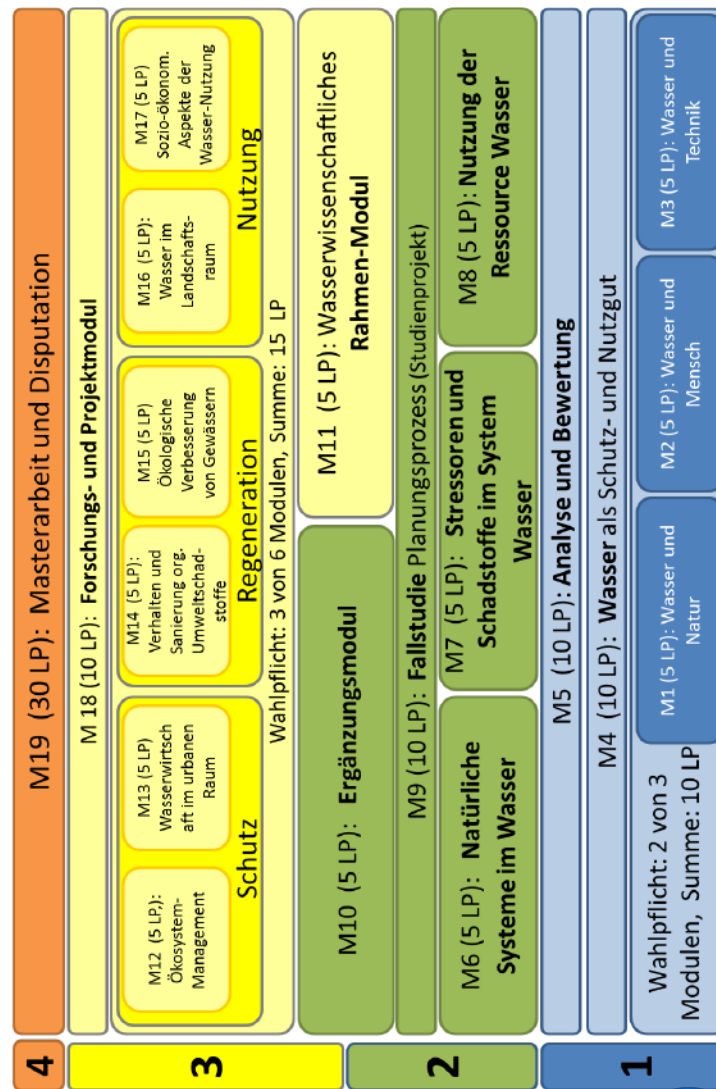 4
M19 (30 LP): Masterarbeit und Disputation
3
M 18 (10 LP): Forschungs- und Projektmodul
M12 (5 LP,):
Ökosystem-
Management
M13 (5 LP)
Wasserwirtsch
aft im urbanen
Raum
Schutz
M14 (5 LP):
Verhalten und
Sanierung org.
Umweltschad-
stoffe
M15 (5 LP)
Ökologische
Verbesserung
von Gewässern
Regeneration
M16 (5 LP):
Wasser im
Landschafts-
raum
M17 (5 LP)
Sozio-ökonom.
Aspekte der
Wasser-Nutzung
Nutzung
Wahlpflicht: 3 von 6 Modulen, Summe: 15 LP
M10 (5 LP): Ergänzungsmodul
M11 (5 LP): Wasserwissenschaftliches
Rahmen-Modul
2
M9 (10 LP): Fallstudie Planungsprozess (Studienprojekt)
M6 (5 LP): Natürliche
Systeme im Wasser
M7 (5 LP): Stressoren und
Schadstoffe im System
Wasser
M8 (5 LP): Nutzung der
Ressource Wasser
1
M5 (10 LP): Analyse und Bewertung
M4 (10 LP): Wasser als Schutz- und Nutzgut
Wahlpflicht: 2 von 3
Modulen, Summe: 10 LP
M1 (5 LP): Wasser und
Natur
M2 (5 LP): Wasser und
Mensch
M3 (5 LP): Wasser und
Technik